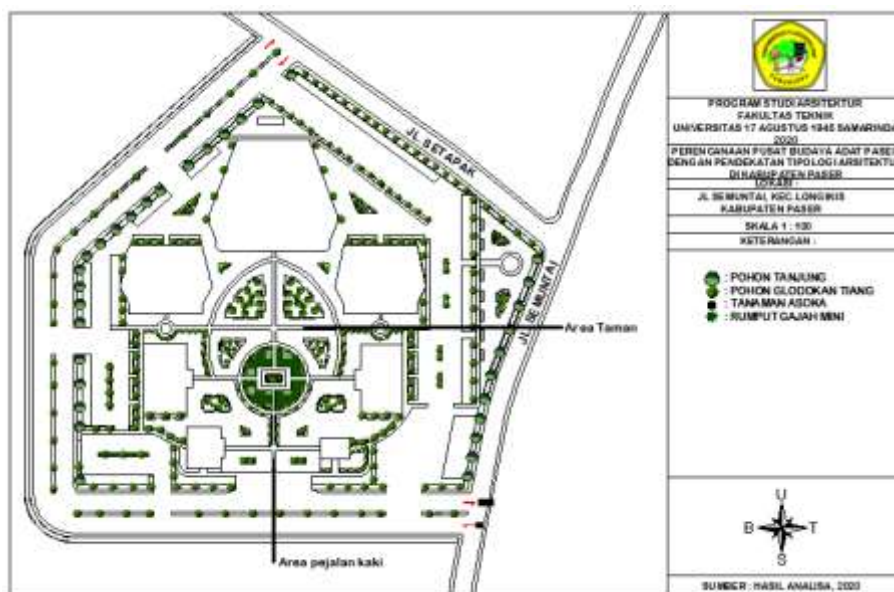 JL SETAPAK
JL SEMUNTAI
Area Taman
Area pejalan kaki
PROGRAM STUDI ARSITEKTUR
FAKULTAS TEKNIK
UNIVERSITAS 17 AGUSTUS 1945 SAMARINDA
2020
PERENCANAAN PUSAT BUDAYA ADAT PASER
DENGAN PENDEKATAN TIPOLOGI ARSITEKTU
DI KABUPATEN PASER
LOKASI :
JL SEMUNTAI, KEC. LONGIKIS
KABUPATEN PASER
SKALA 1 : 100
KETERANGAN :
: POHON TANJUNG
: POHON GLODOKAN TIANG
: TANAMAN ASOKA
: RUMPUT GAJAH MINI
U
B T
S
SUMBER : HASIL ANALISA, 2020